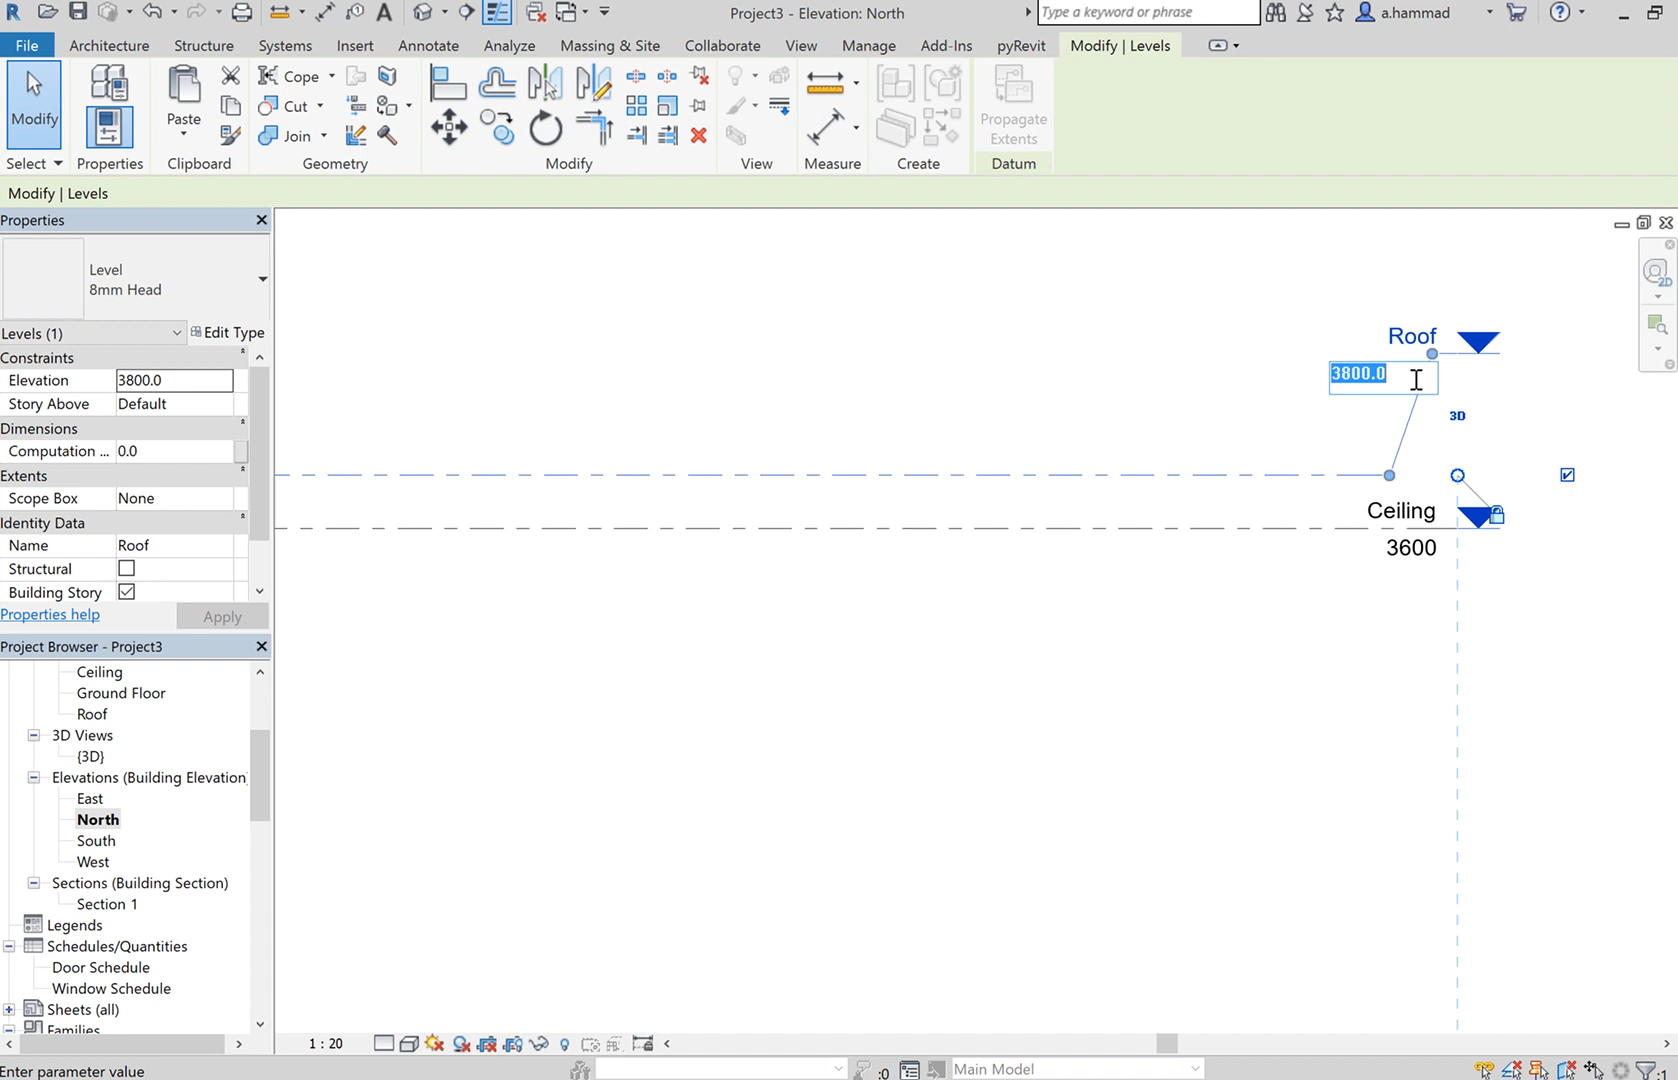 Project3 - Elevation: North
Type a keyword or phrase
a.hammad
File Architecture Structure Systems Insert Annotate Analyze Massing & Site Collaborate View Manage Add-Ins pyRevit Modify | Levels
Modify
Paste
Cope
Cut
Join
Propagate
Extents
Select Properties Clipboard Geometry Modify View Measure Create Datum
Modify | Levels
Properties
Level
8mm Head
Levels (1) Edit Type
Constraints
Elevation 3800.0
Story Above Default
Dimensions
Computation ... 0.0
Extents
Scope Box None
Identity Data
Name Roof
Structural
Building Story
Properties help Apply
Project Browser - Project3
Ceiling
Ground Floor
Roof
3D Views
{3D}
Elevations (Building Elevation)
East
North
South
West
Sections (Building Section)
Section 1
Legends
Schedules/Quantities
Door Schedule
Window Schedule
Sheets (all)
Families
Roof
3800.0
3D
Ceiling
3600
2D
1 : 20
Enter parameter value
:0
Main Model
:1